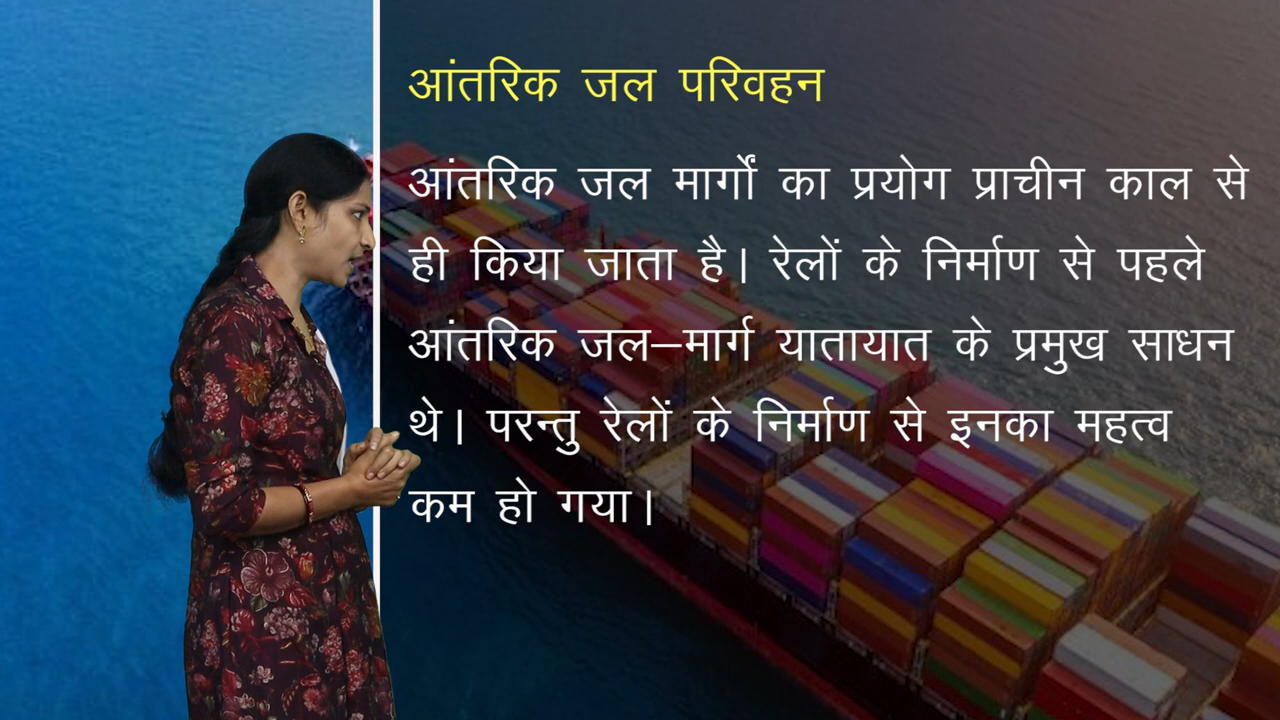 आंतरिक जल परिवहन
आंतरिक जल मार्गों का प्रयोग प्राचीन काल से
ही किया जाता है। रेलों के निर्माण से पहले
आंतरिक जल–मार्ग यातायात के प्रमुख साधन
थे। परन्तु रेलों के निर्माण से इनका महत्व
कम हो गया।